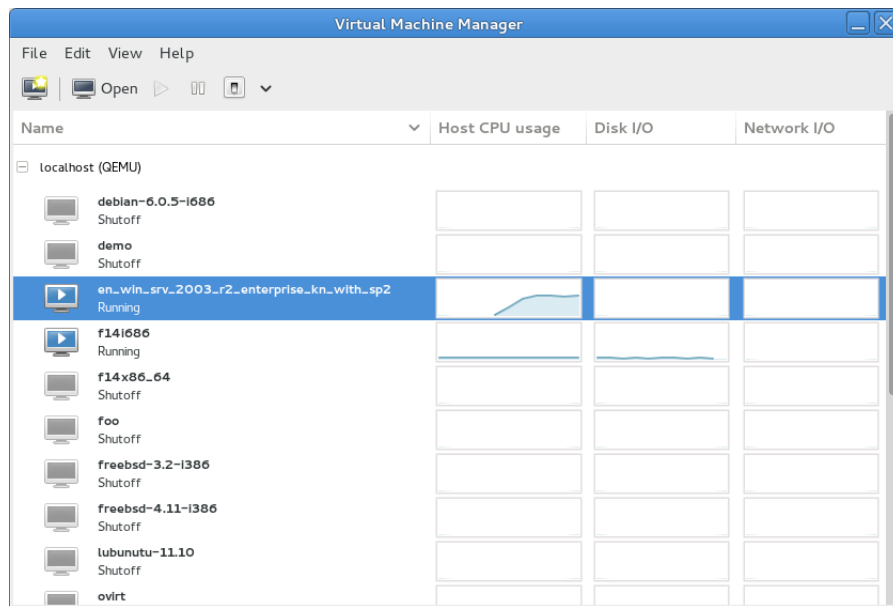 Virtual Machine Manager
File Edit View Help
Open
Name Host CPU usage Disk I/O Network I/O
localhost (QEMU)
debian-6.0.5-i686
Shutoff
demo
Shutoff
en_win_srv_2003_r2_enterprise_kn_with_sp2
Running
f14i686
Running
f14x86_64
Shutoff
foo
Shutoff
freebsd-3.2-i386
Shutoff
freebsd-4.11-i386
Shutoff
lubunutu-11.10
Shutoff
ovirt